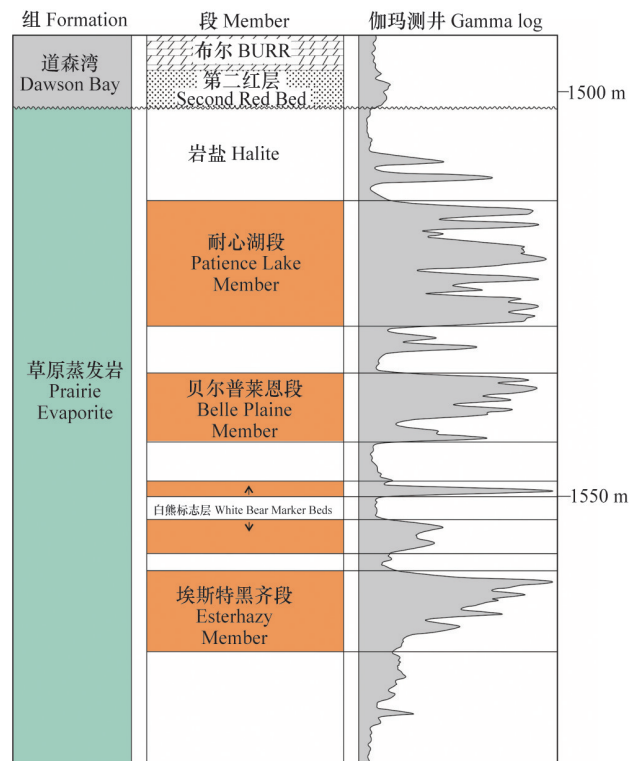 组 Formation
段 Member
伽玛测井 Gamma log
道森湾
Dawson Bay
布尔 BURR
第二红层
Second Red Bed
1500 m
岩盐 Halite
耐心湖段
Patience Lake
Member
草原蒸发岩
Prairie
Evaporite
贝尔普莱恩段
Belle Plaine
Member
1550 m
白熊标志层 White Bear Marker Beds
埃斯特黑齐段
Esterhazy
Member